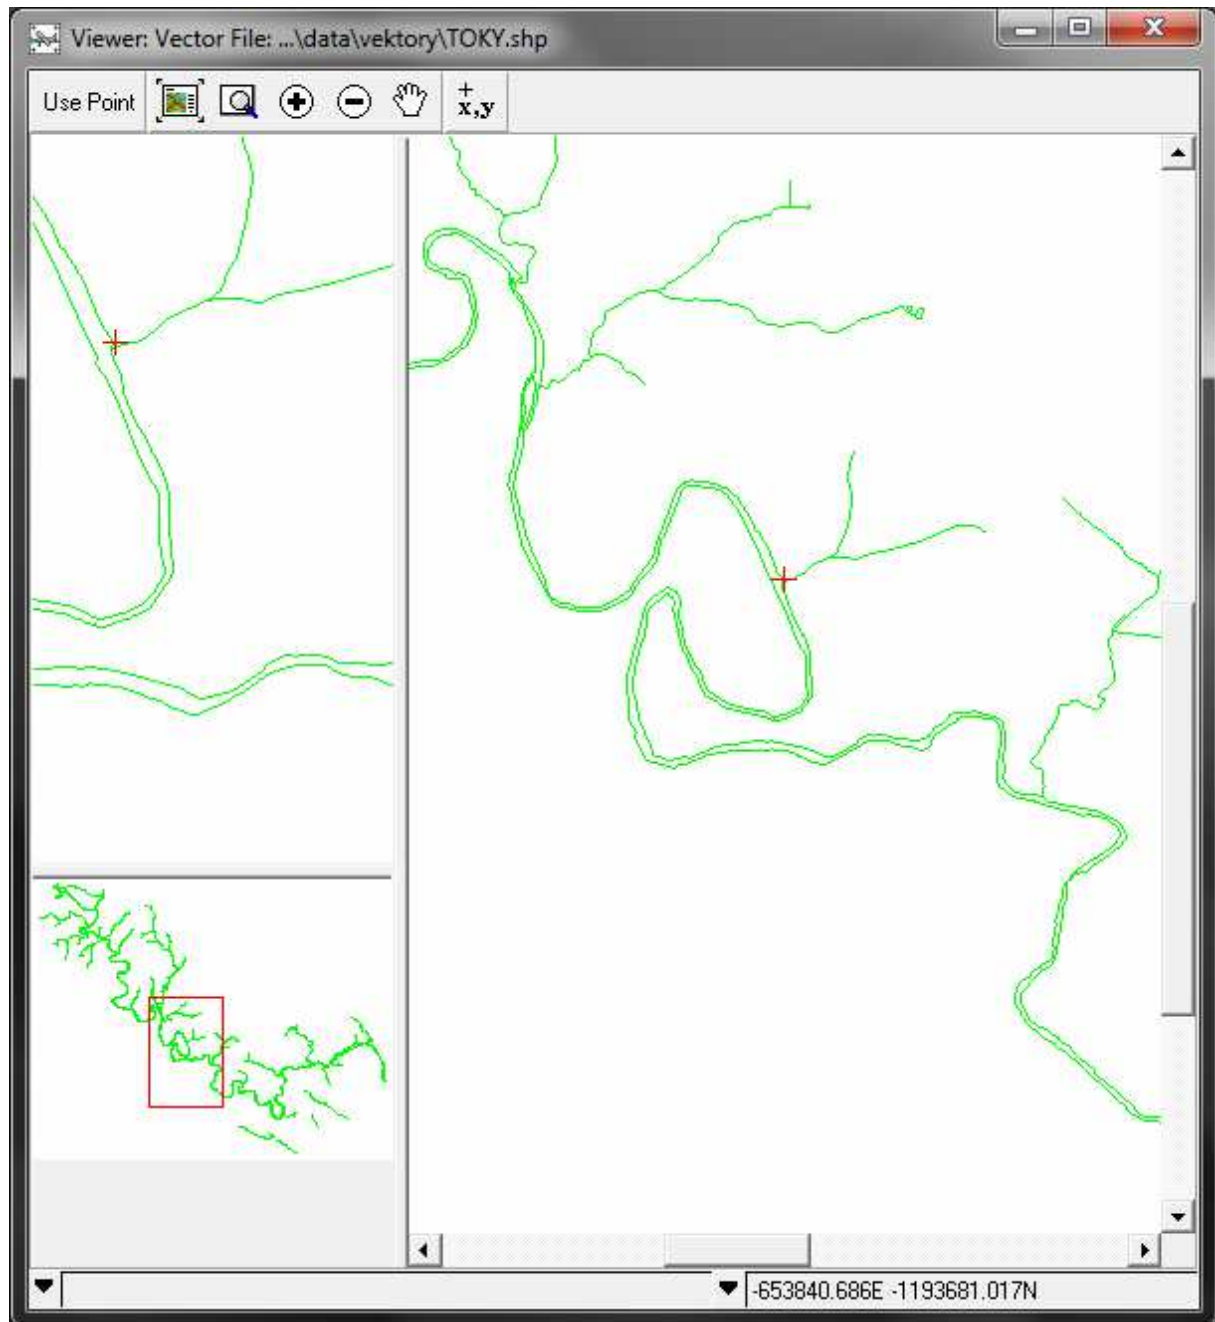 Viewer: Vector File: ...\data\vektory\TOKY.shp
Use Point
x,y
-653840.686E -1193681.017N